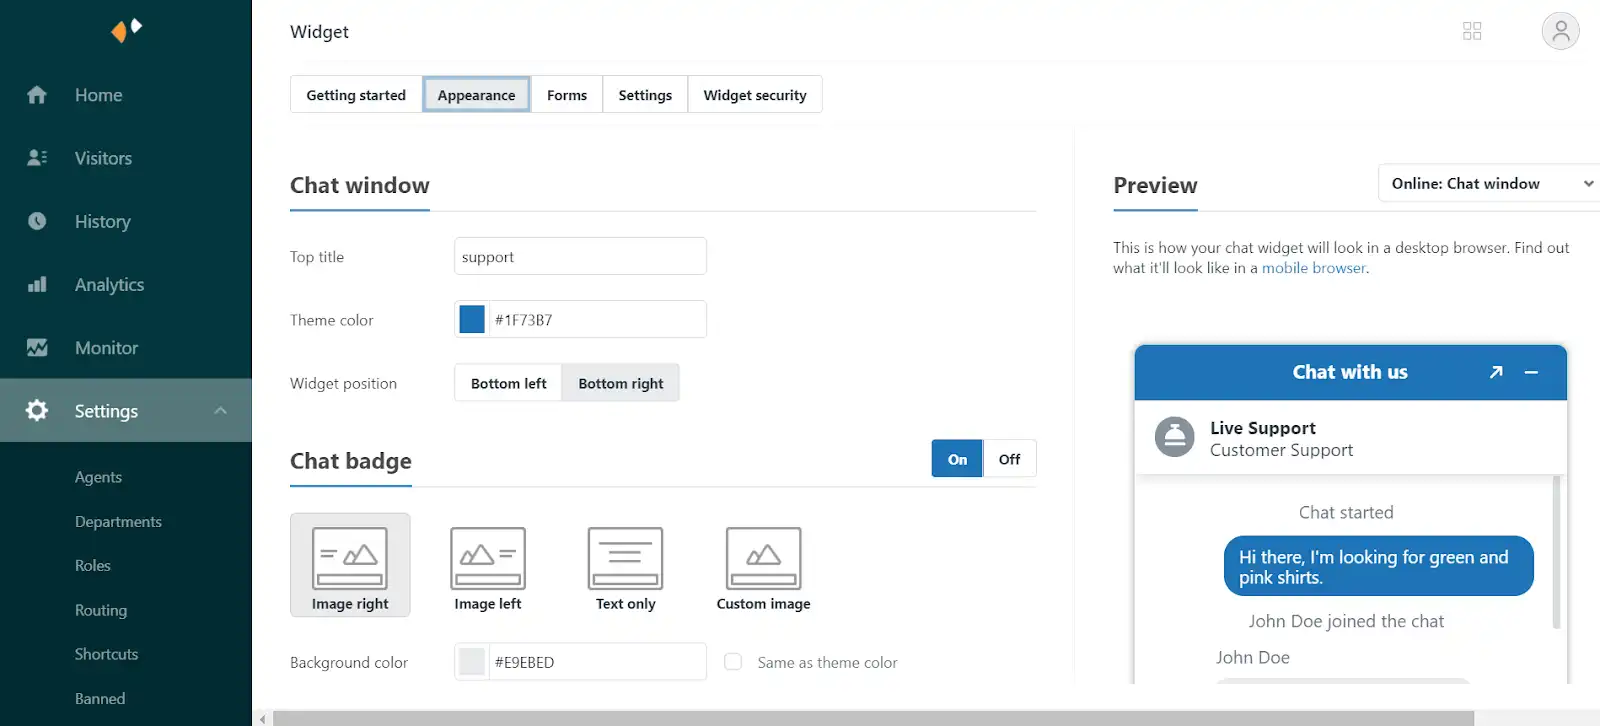 Home
Visitors
History
Analytics
Monitor
Settings
Agents
Departments
Roles
Routing
Shortcuts
Banned
Widget
Getting started
Appearance
Forms
Settings
Widget security
Chat window
Top title
support
Theme color
#1F73B7
Widget position
Bottom left
Bottom right
Chat badge
On
Off
Image right
Image left
Text only
Custom image
Background color
#E9EBED
Same as theme color
Preview
Online: Chat window
This is how your chat widget will look in a desktop browser. Find out
what it'll look like in a mobile browser.
Chat with us
Live Support
Customer Support
Chat started
Hi there, I'm looking for green and
pink shirts.
John Doe joined the chat
John Doe